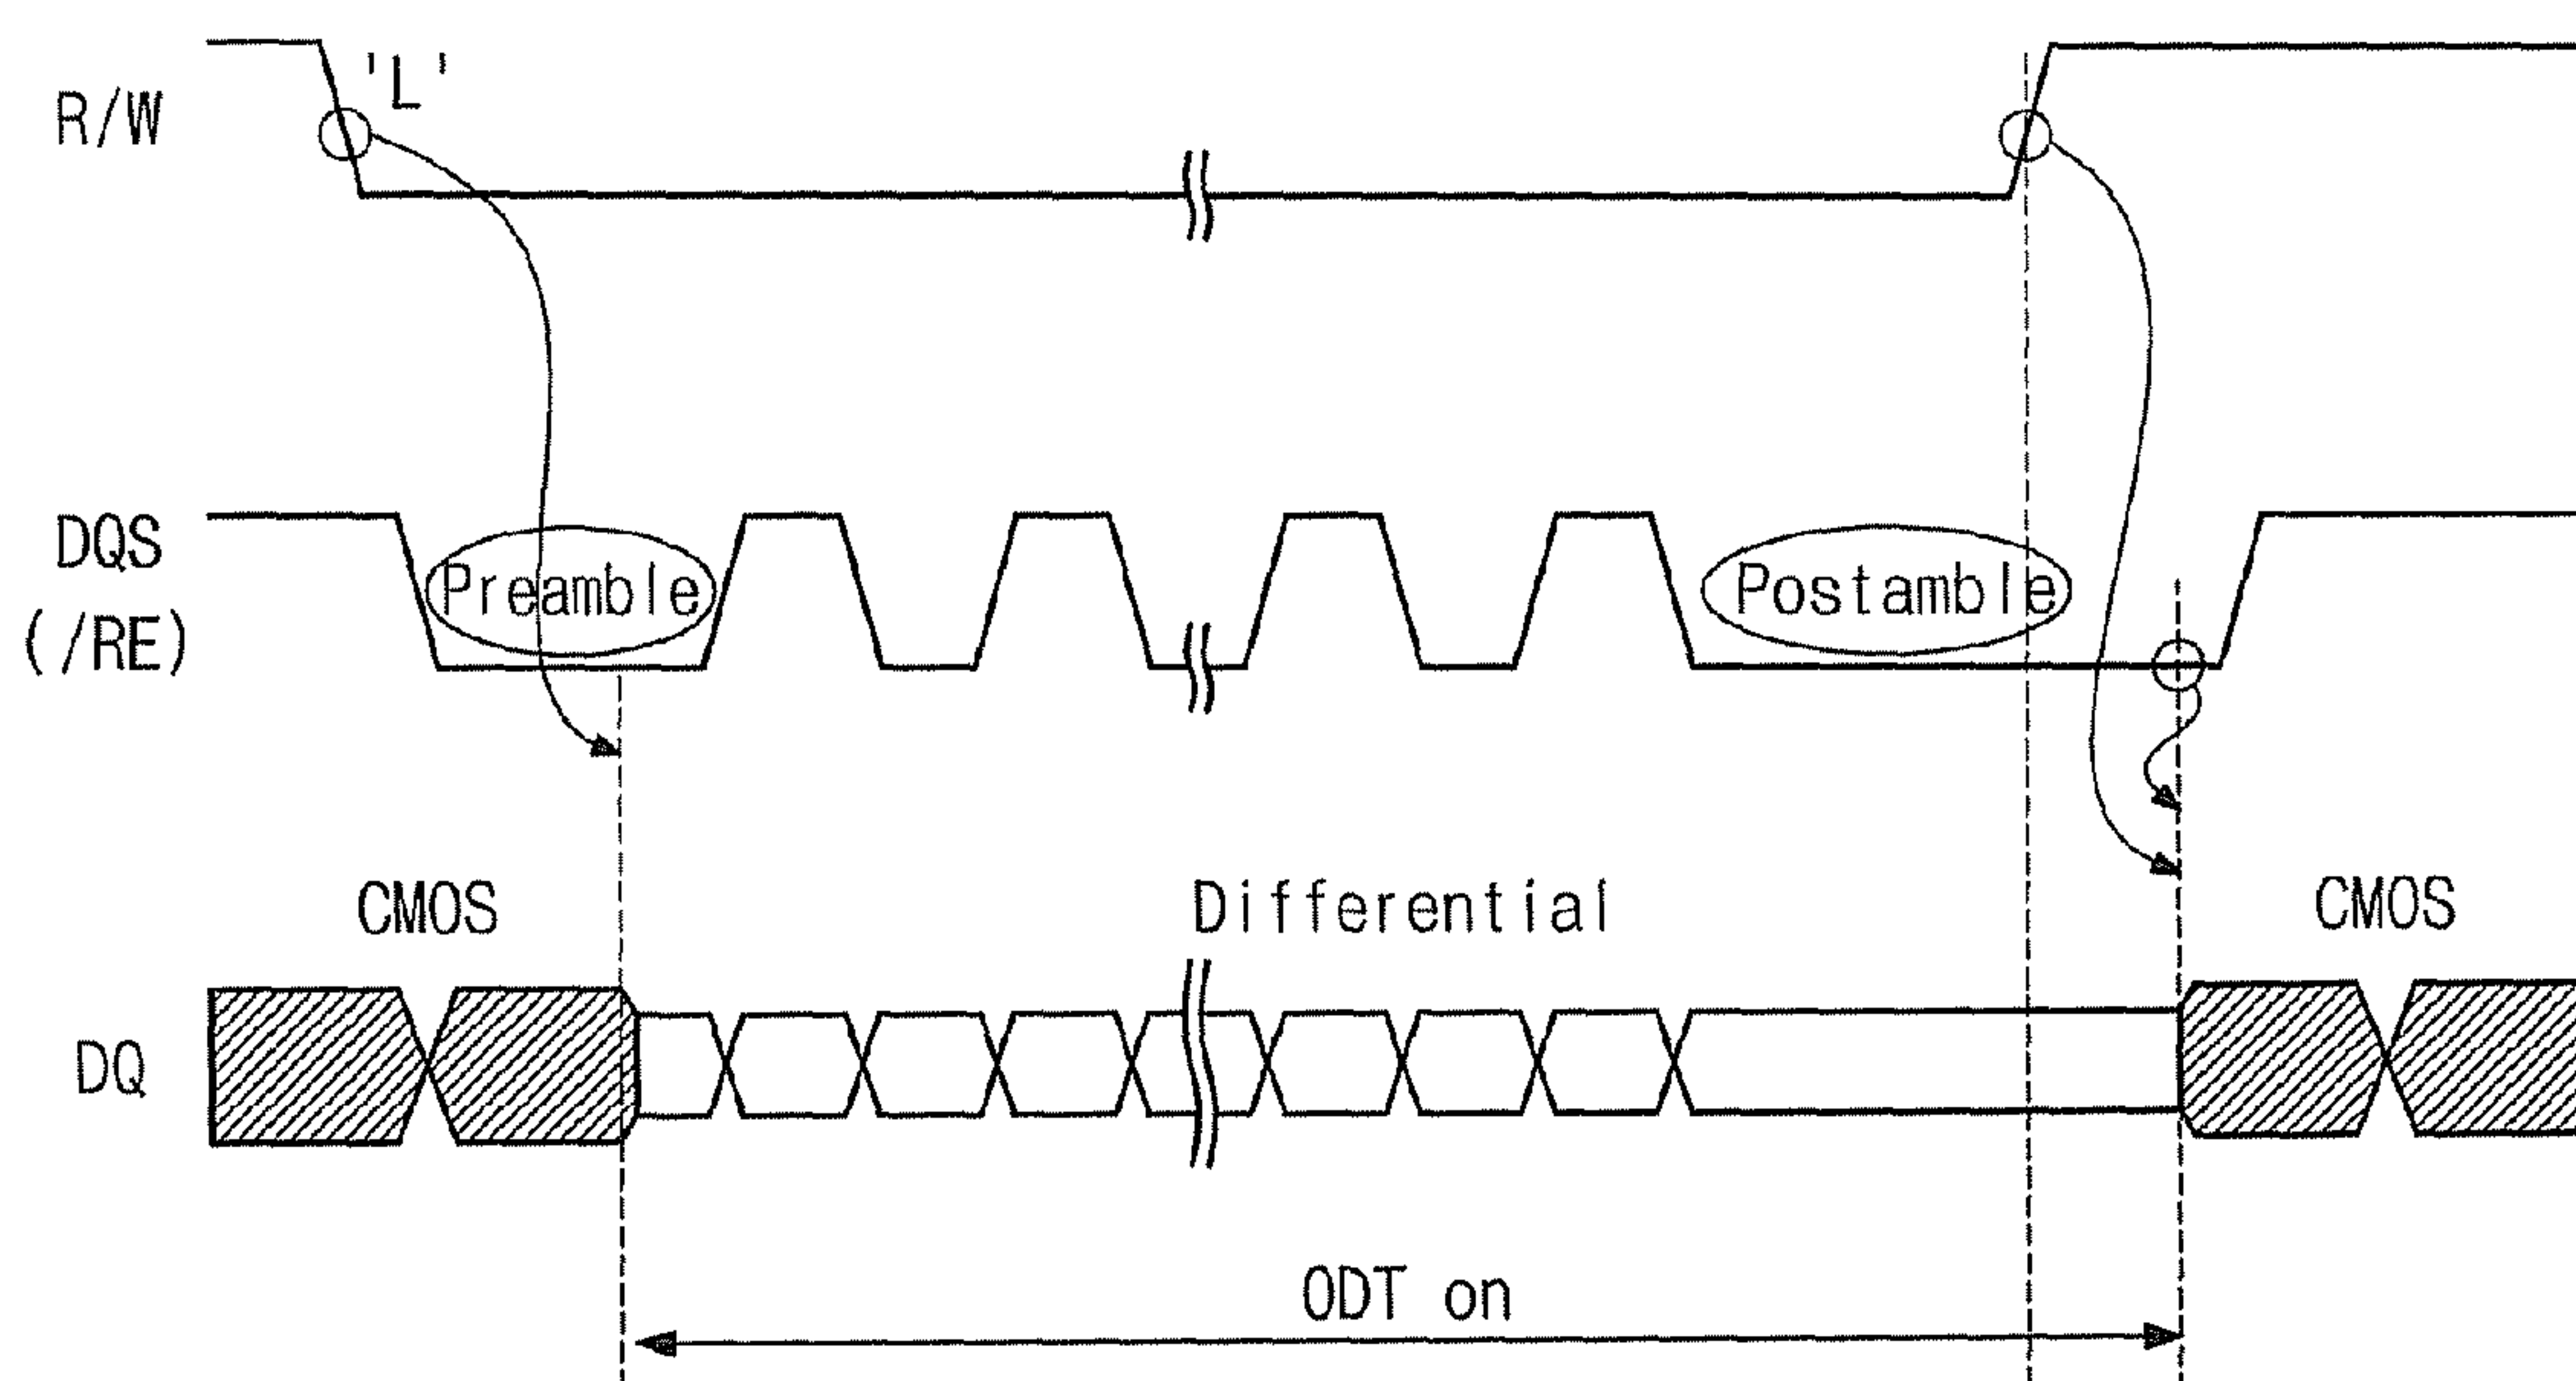 R/W
'L'
DQS
(/RE)
Preamble
Postamble
CMOS
Differential
CMOS
DQ
ODT on